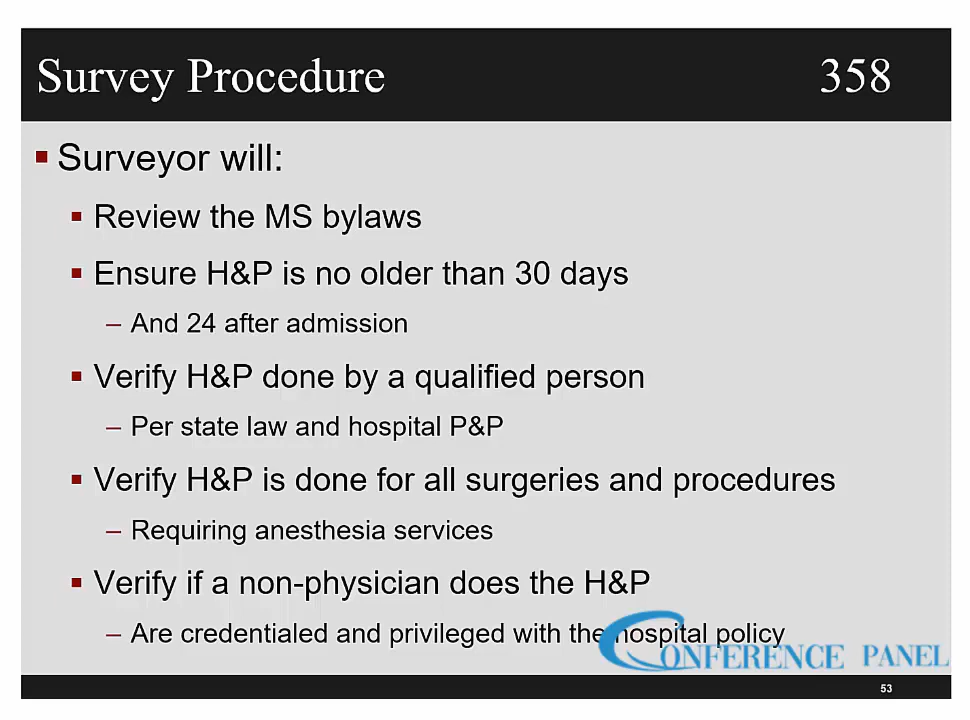 Survey Procedure 358
Surveyor will:
Review the MS bylaws
Ensure H&P is no older than 30 days
– And 24 after admission
Verify H&P done by a qualified person
– Per state law and hospital P&P
Verify H&P is done for all surgeries and procedures
– Requiring anesthesia services
Verify if a non-physician does the H&P
– Are credentialed and privileged with the hospital policy
CONFERENCE PANEL
53